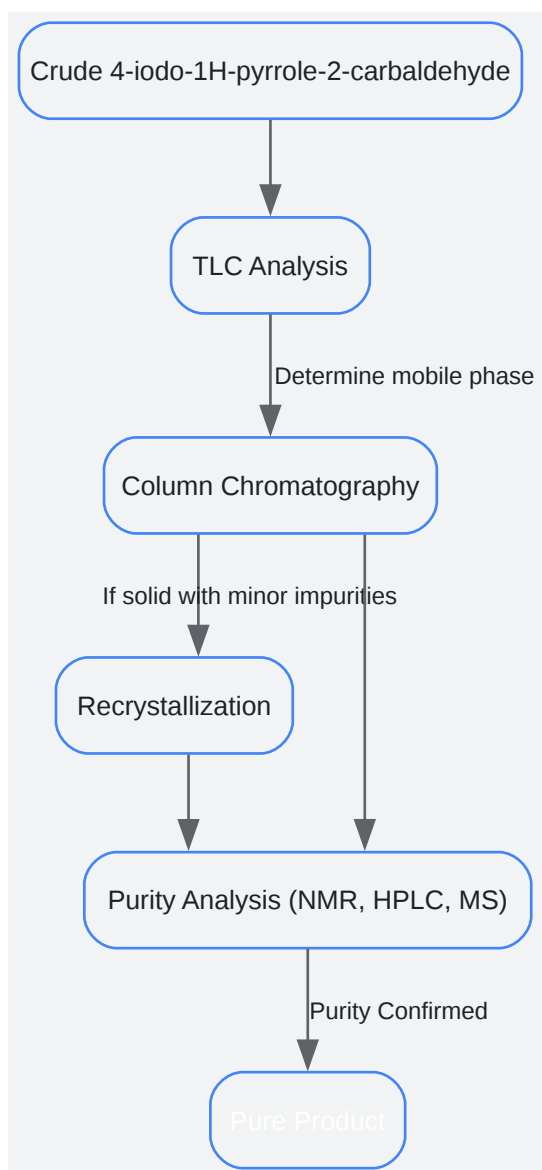 Crude 4-iodo-1H-pyrrole-2-carbaldehyde
TLC Analysis
Determine mobile phase
Column Chromatography
If solid with minor impurities
Recrystallization
Purity Analysis (NMR, HPLC, MS)
Purity Confirmed
Pure Product